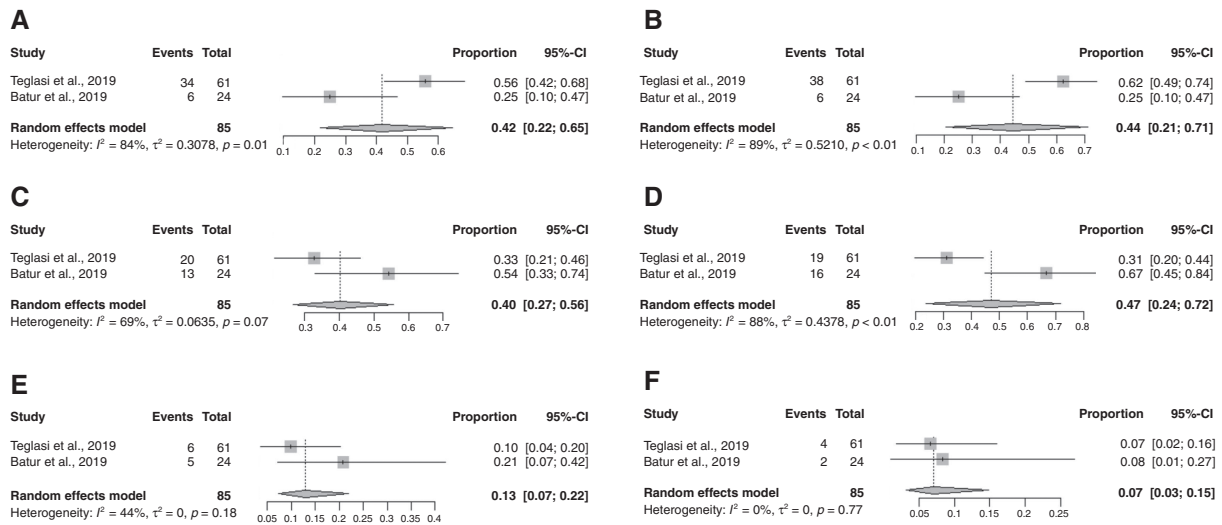 A
Study Events Total Proportion 95%-CI
Teglasi et al., 2019 34 61 0.56 [0.42; 0.68]
Batur et al., 2019 6 24 0.25 [0.10; 0.47]
Random effects model 85 0.42 [0.22; 0.65]
Heterogeneity: I² = 84%, τ² = 0.3078, p = 0.01
0.1 0.2 0.3 0.4 0.5 0.6
B
Study Events Total Proportion 95%-CI
Teglasi et al., 2019 38 61 0.62 [0.49; 0.74]
Batur et al., 2019 6 24 0.25 [0.10; 0.47]
Random effects model 85 0.44 [0.21; 0.71]
Heterogeneity: I² = 89%, τ² = 0.5210, p < 0.01
0.1 0.2 0.3 0.4 0.5 0.6 0.7
C
Study Events Total Proportion 95%-CI
Teglasi et al., 2019 20 61 0.33 [0.21; 0.46]
Batur et al., 2019 13 24 0.54 [0.33; 0.74]
Random effects model 85 0.40 [0.27; 0.56]
Heterogeneity: I² = 69%, τ² = 0.0635, p = 0.07
0.3 0.4 0.5 0.6 0.7
D
Study Events Total Proportion 95%-CI
Teglasi et al., 2019 19 61 0.31 [0.20; 0.44]
Batur et al., 2019 16 24 0.67 [0.45; 0.84]
Random effects model 85 0.47 [0.24; 0.72]
Heterogeneity: I² = 88%, τ² = 0.4378, p < 0.01
0.2 0.3 0.4 0.5 0.6 0.7 0.8
E
Study Events Total Proportion 95%-CI
Teglasi et al., 2019 6 61 0.10 [0.04; 0.20]
Batur et al., 2019 5 24 0.21 [0.07; 0.42]
Random effects model 85 0.13 [0.07; 0.22]
Heterogeneity: I² = 44%, τ² = 0, p = 0.18
0.05 0.1 0.15 0.2 0.25 0.3 0.35 0.4
F
Study Events Total Proportion 95%-CI
Teglasi et al., 2019 4 61 0.07 [0.02; 0.16]
Batur et al., 2019 2 24 0.08 [0.01; 0.27]
Random effects model 85 0.07 [0.03; 0.15]
Heterogeneity: I² = 0%, τ² = 0, p = 0.77
0.05 0.1 0.15 0.2 0.25